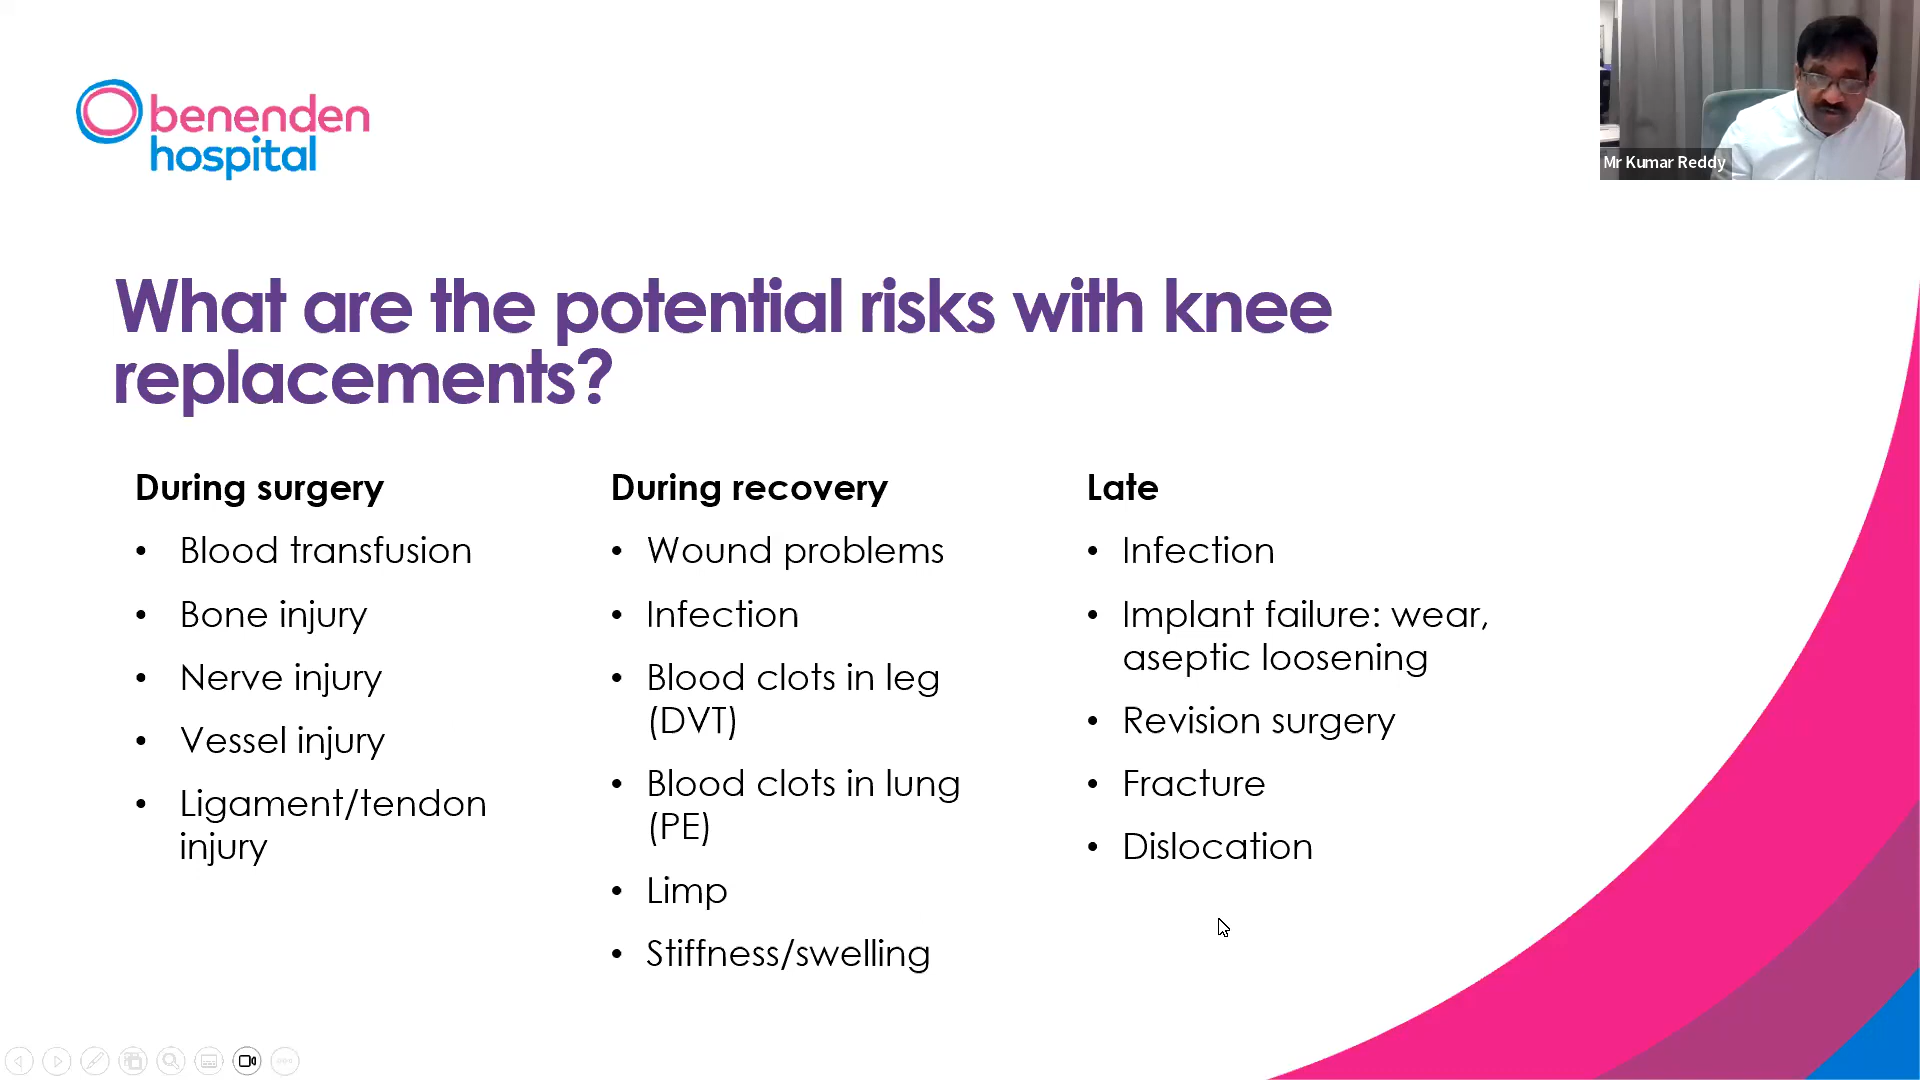 benenden
hospital
Mr Kumar Reddy
What are the potential risks with knee
replacements?
During surgery
• Blood transfusion
• Bone injury
• Nerve injury
• Vessel injury
• Ligament/tendon
injury
During recovery
• Wound problems
• Infection
• Blood clots in leg
(DVT)
• Blood clots in lung
(PE)
• Limp
• Stiffness/swelling
Late
• Infection
• Implant failure: wear,
aseptic loosening
• Revision surgery
• Fracture
• Dislocation